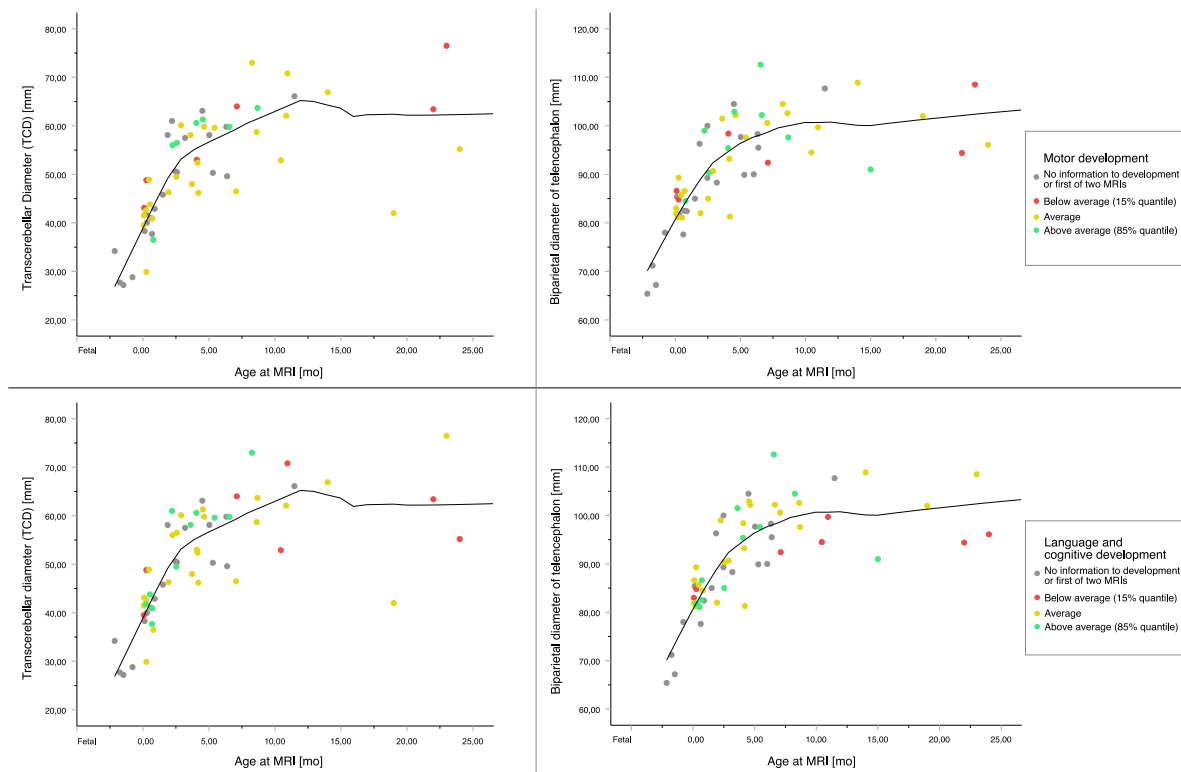 Transcerebellar Diameter (TCD) [mm]
80,00
70,00
60,00
50,00
40,00
30,00
20,00
Fetal
0,00
5,00
10,00
15,00
20,00
25,00
Age at MRI [mo]
Biparietal diameter of telencephalon [mm]
120,00
110,00
100,00
90,00
80,00
70,00
60,00
Fetal
0,00
5,00
10,00
15,00
20,00
25,00
Age at MRI [mo]
Motor development
No information to development
or first of two MRIs
Below average (15% quantile)
Average
Above average (85% quantile)
Transcerebellar diameter (TCD) [mm]
80,00
70,00
60,00
50,00
40,00
30,00
20,00
Fetal
0,00
5,00
10,00
15,00
20,00
25,00
Age at MRI [mo]
Biparietal diameter of telencephalon [mm]
120,00
110,00
100,00
90,00
80,00
70,00
60,00
Fetal
0,00
5,00
10,00
15,00
20,00
25,00
Age at MRI [mo]
Language and
cognitive development
No information to development
or first of two MRIs
Below average (15% quantile)
Average
Above average (85% quantile)